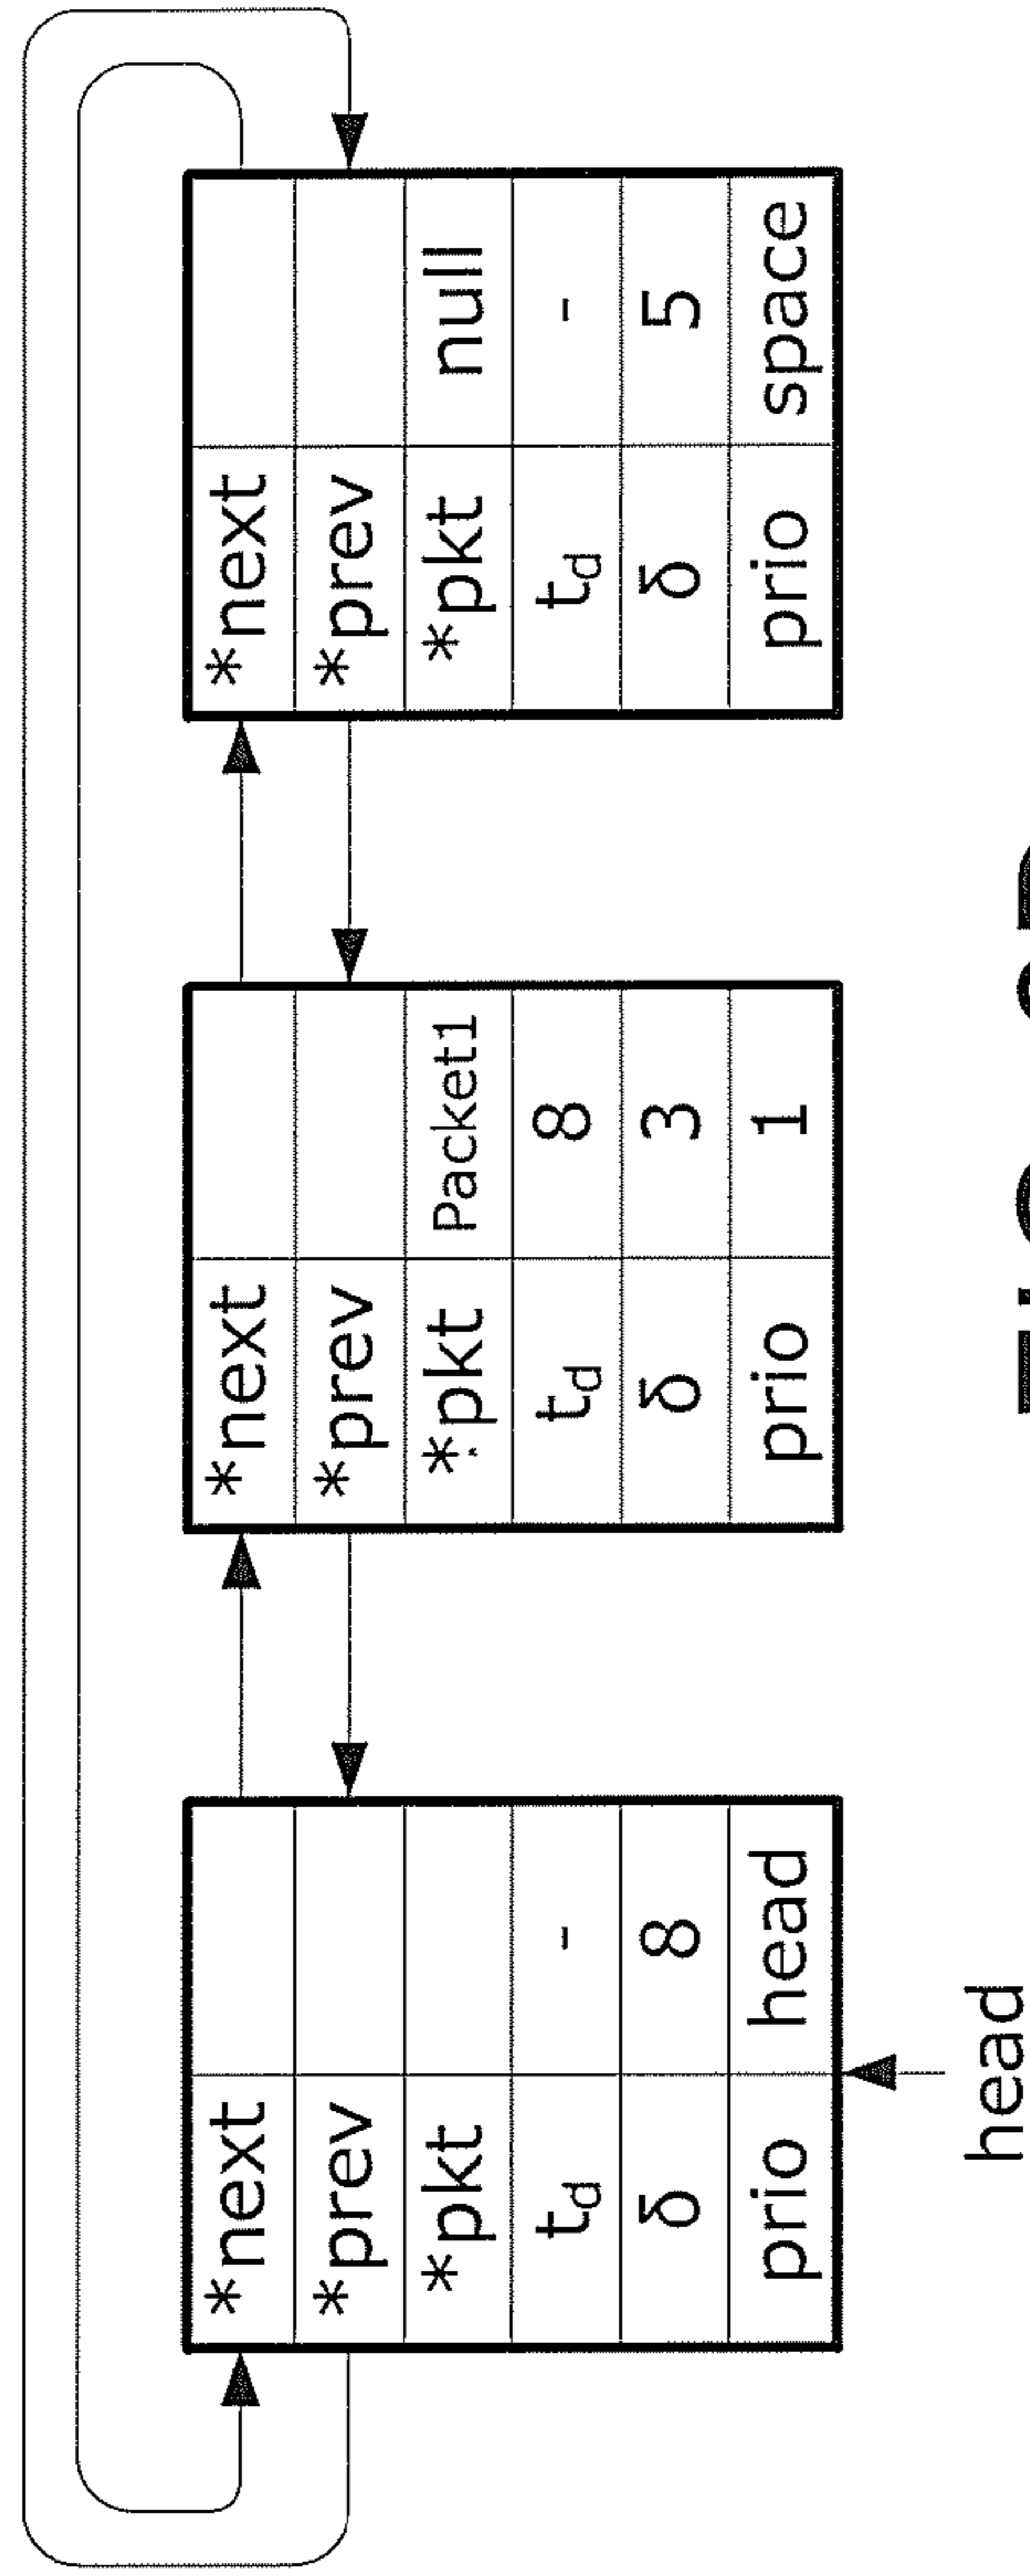 *next
*prev
*pkt
t_d -
δ 8
prio head
head
*next
*prev
*pkt Packet1
t_d 8
δ 3
prio 1
*next
*prev
*pkt null
t_d -
δ 5
prio space